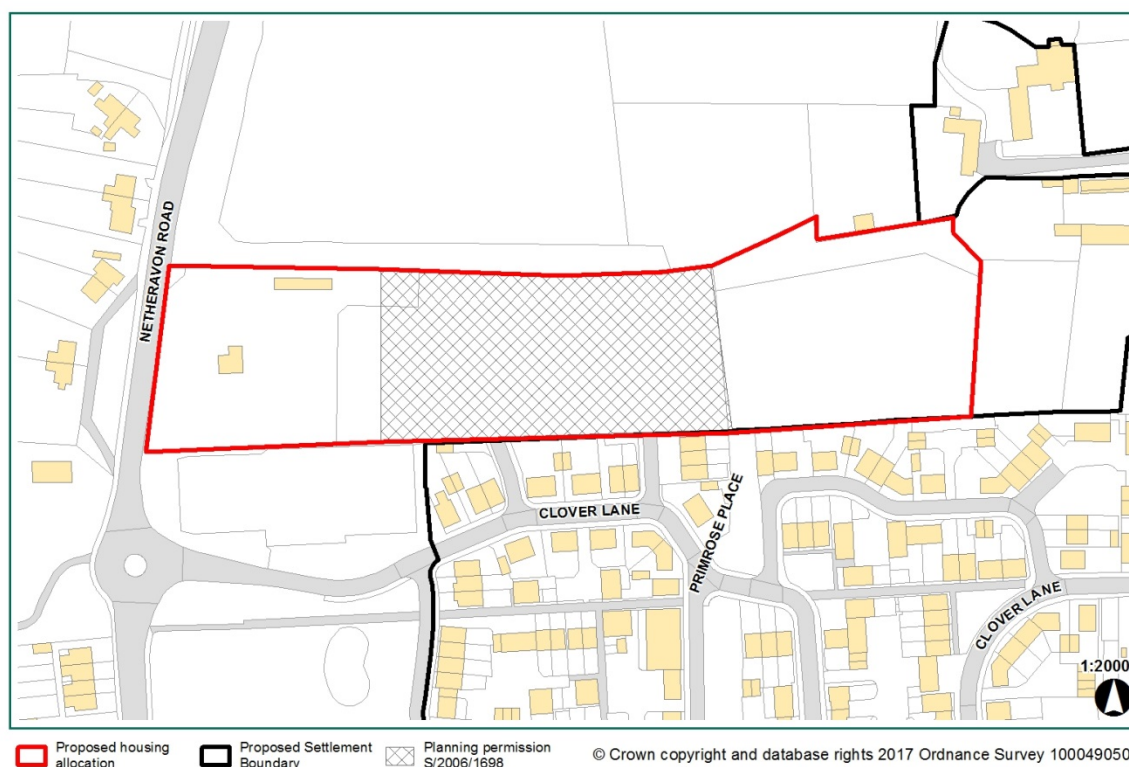 NETHERAVON ROAD
CLOVER LANE
PRIMROSE PLACE
CLOVER LANE
1:2000
Proposed housing
allocation
Proposed Settlement
Boundary
Planning permission
S/2006/1698
© Crown copyright and database rights 2017 Ordnance Survey 100049050